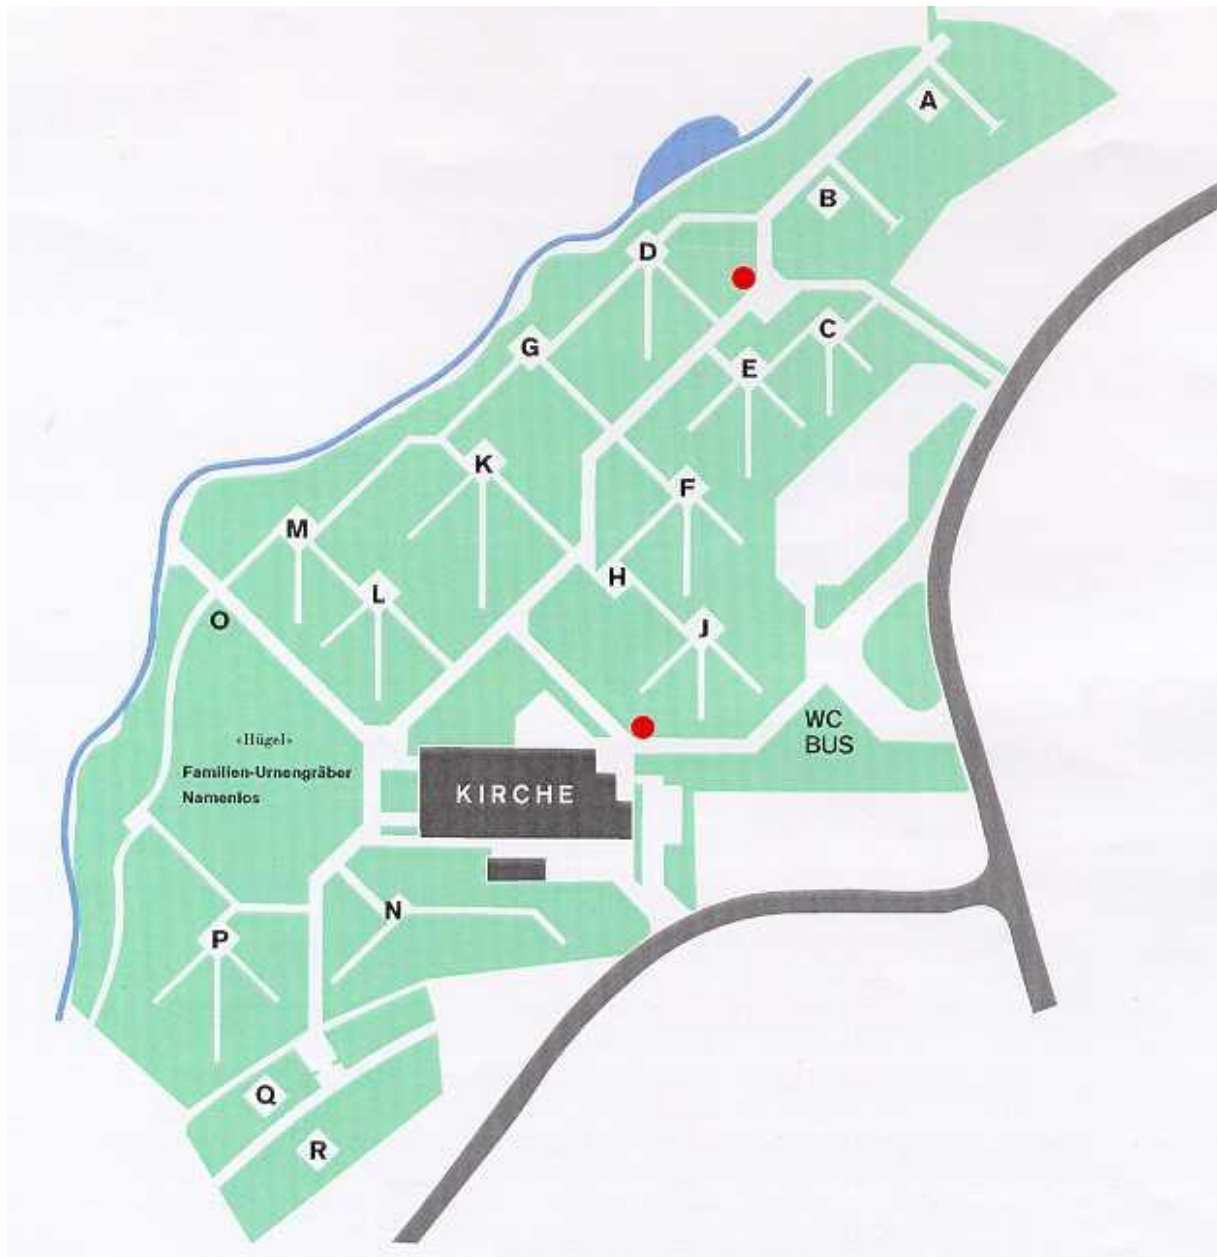 A
B
D
C
G
E
K
F
M
H
L
O
J
WC
BUS
«Hügel»
Familien-Urnengräber
Namenlos
KIRCHE
N
P
Q
R